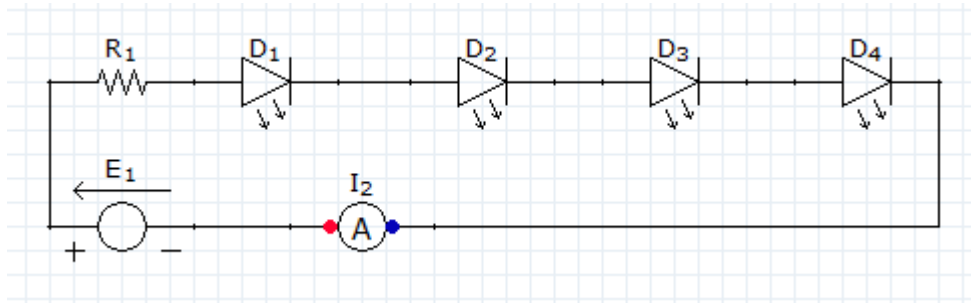 R₁ D₁ D₂ D₃ D₄
E₁ I₂
+ − A